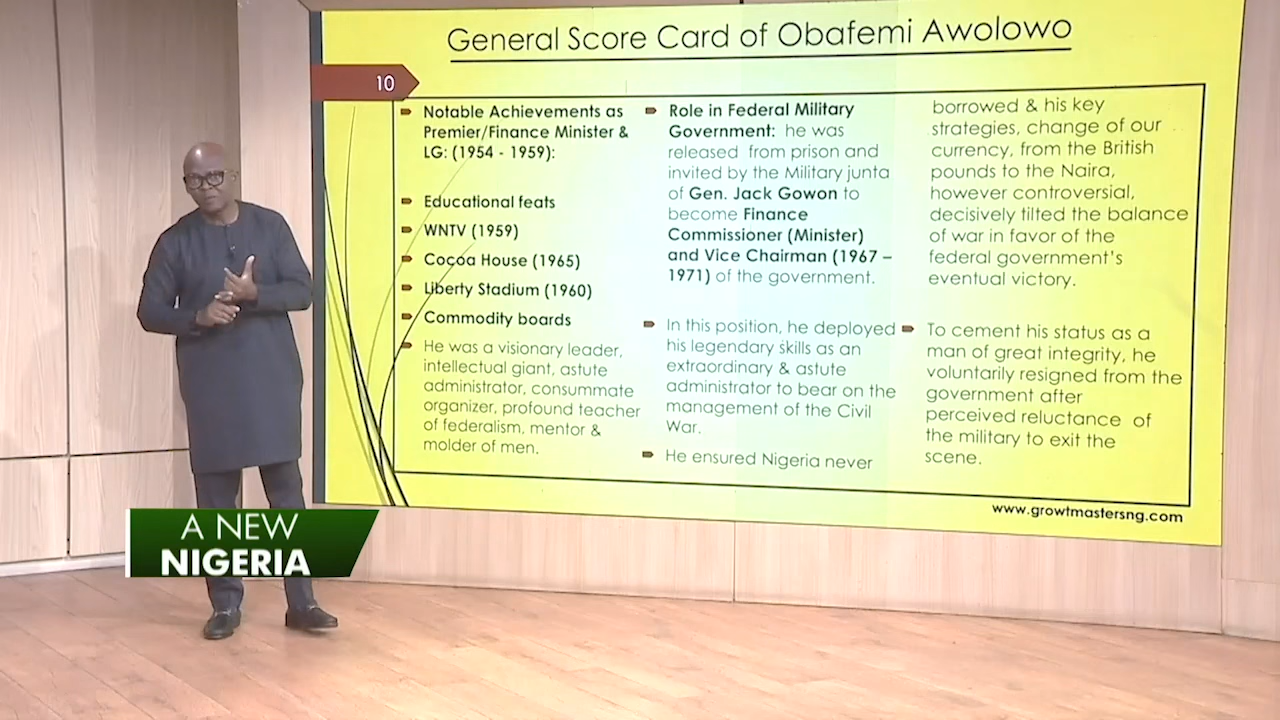 General Score Card of Obafemi Awolowo
10
Notable Achievements as
Premier/Finance Minister &
LG: (1954 - 1959):
Educational feats
WNTV (1959)
Cocoa House (1965)
Liberty Stadium (1960)
Commodity boards
He was a visionary leader,
intellectual giant, astute
administrator, consummate
organizer, profound teacher
of federalism, mentor &
molder of men.
Role in Federal Military
Government: he was
released from prison and
invited by the Military junta
of Gen. Jack Gowon to
become Finance
Commissioner (Minister)
and Vice Chairman (1967 –
1971) of the government.
In this position, he deployed
his legendary skills as an
extraordinary & astute
administrator to bear on the
management of the Civil
War.
He ensured Nigeria never
borrowed & his key
strategies, change of our
currency, from the British
pounds to the Naira,
however controversial,
decisively tilted the balance
of war in favor of the
federal government's
eventual victory.
To cement his status as a
man of great integrity, he
voluntarily resigned from the
government after
perceived reluctance of
the military to exit the
scene.
www.growtmastersng.com
A NEW
NIGERIA